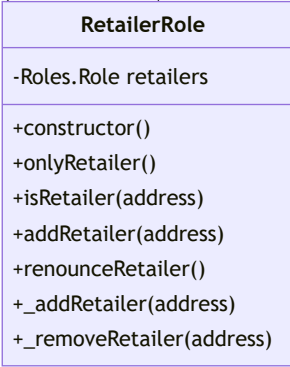 RetailerRole
-Roles.Role retailers
+constructor()
+onlyRetailer()
+isRetailer(address)
+addRetailer(address)
+renounceRetailer()
+_addRetailer(address)
+_removeRetailer(address)